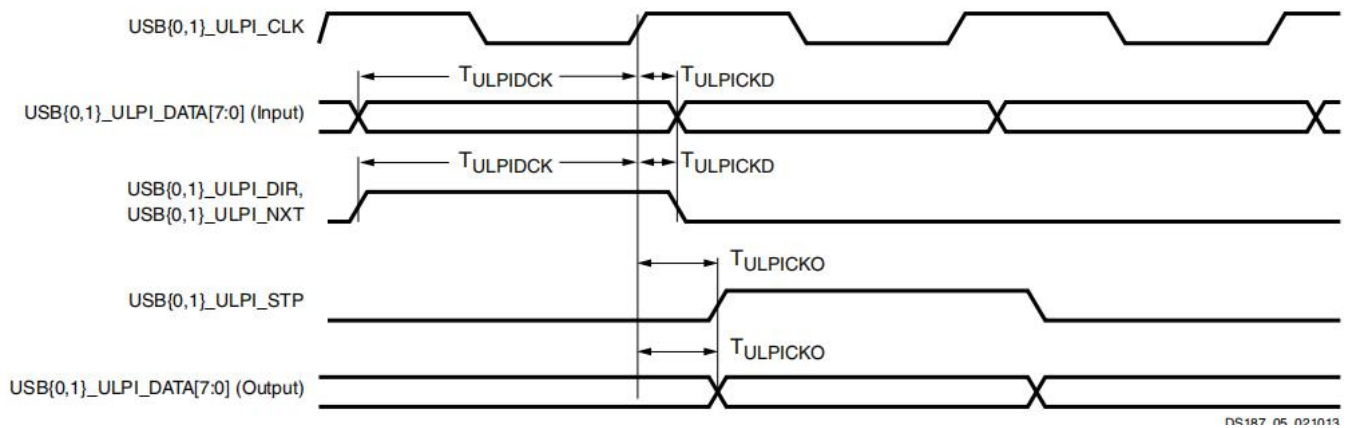 USB{0,1}_ULPI_CLK
TULPIDCK TULPICKD
USB{0,1}_ULPI_DATA[7:0] (Input)
TULPIDCK TULPICKD
USB{0,1}_ULPI_DIR,
USB{0,1}_ULPI_NXT
TULPICKO
USB{0,1}_ULPI_STP
TULPICKO
USB{0,1}_ULPI_DATA[7:0] (Output)
DS187_05_021013